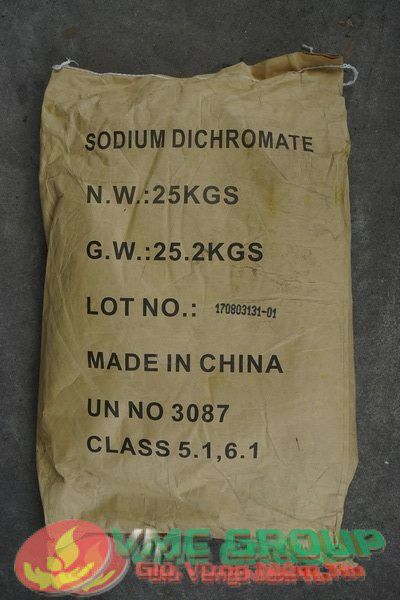 SODIUM DICHROMATE
N.W.:25KGS
G.W.:25.2KGS
LOT NO.: 170803131-01
MADE IN CHINA
UN NO 3087
CLASS 5.1,6.1
VMC GROUP